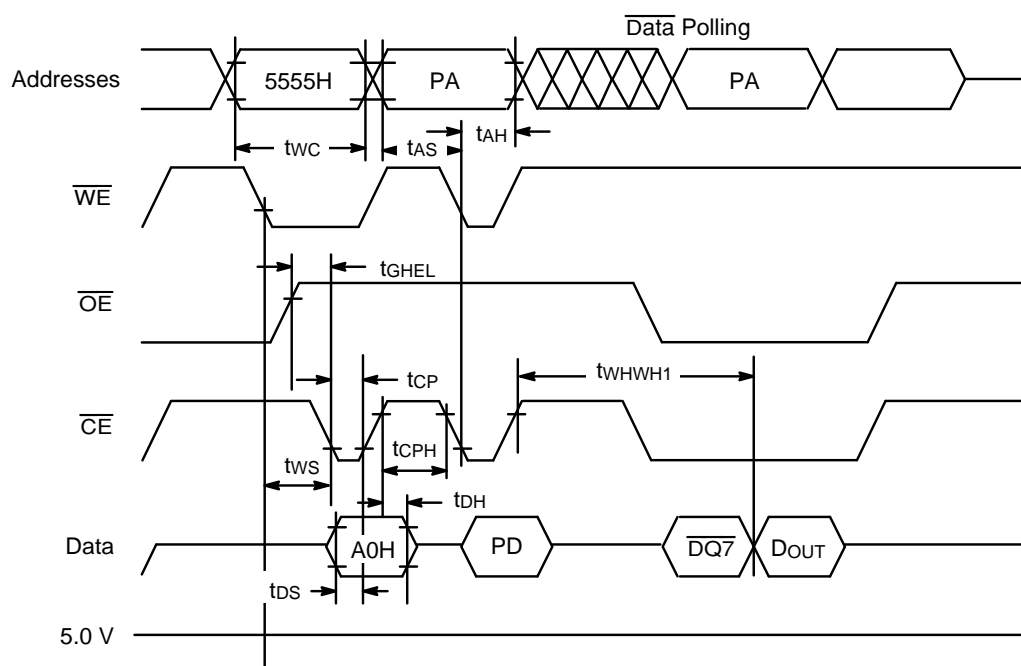 Data Polling
Addresses 5555H PA PA
tWC tAS tAH
WE
tGHEL
OE
tCP tWHWH1
CE
tWS tCPH
tDH
Data A0H PD DQ7 DOUT
tDS
5.0 V